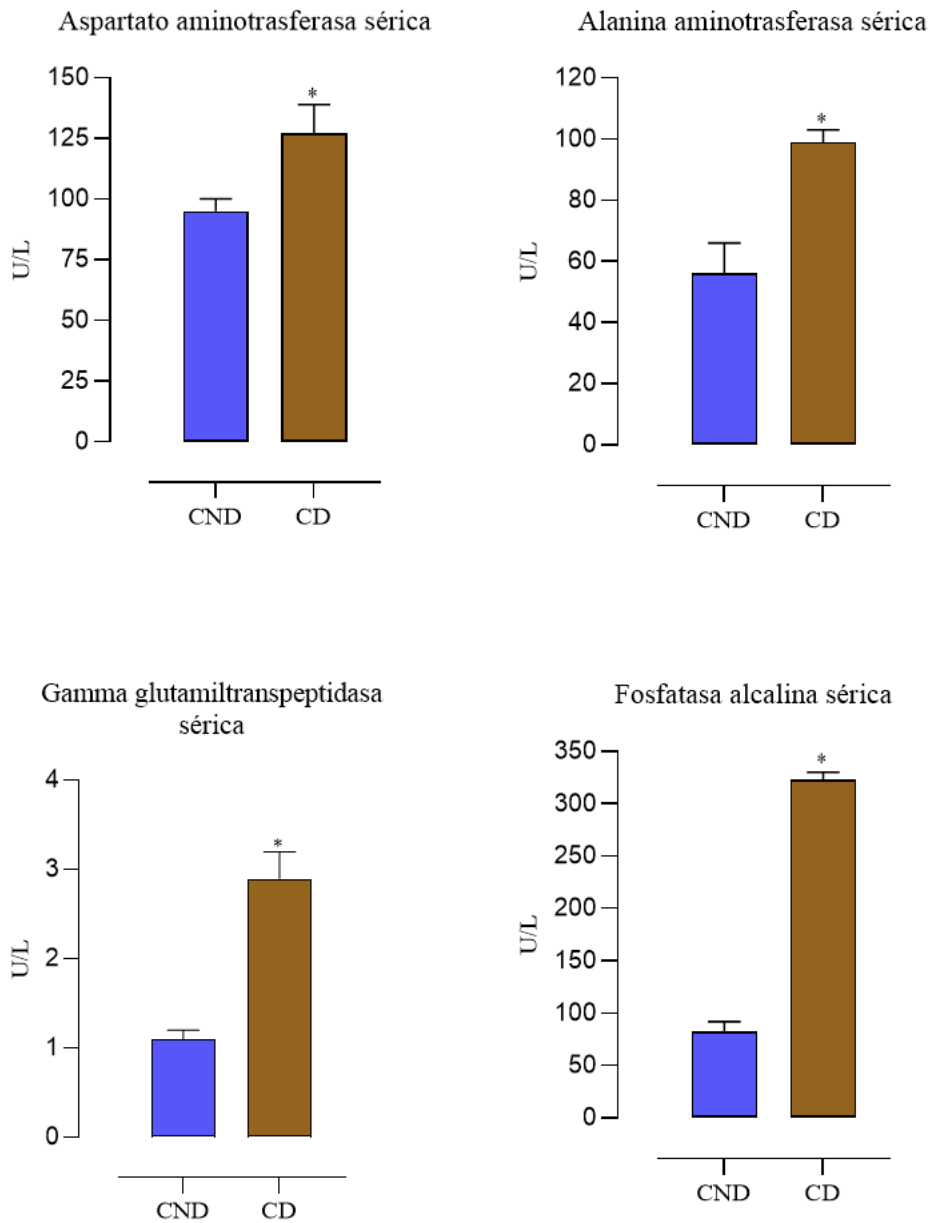 Aspartato aminotrasferasa sérica
150
125
100
75
50
25
0
U/L
*
CND
CD
Alanina aminotrasferasa sérica
120
100
80
60
40
20
0
U/L
*
CND
CD
Gamma glutamiltranspeptidasa
sérica
4
3
2
1
0
U/L
*
CND
CD
Fosfatasa alcalina sérica
350
300
250
200
150
100
50
0
U/L
*
CND
CD